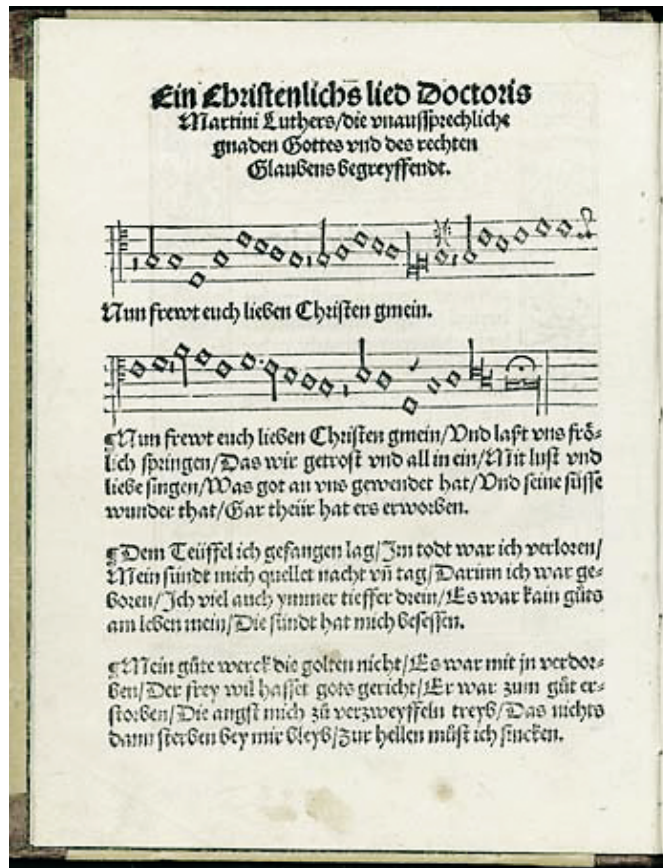 Ein Christenlichs lied Doctoris
Martini Luthers/die vnaussprechliche
gnaden Gottes vnd des rechten
Glaubens begreyffendt.
Nun frewt euch lieben Christen gmein.
¶Nun frewt euch lieben Christen gmein/Vnd laßt vns frö⸗
lich springen/Das wir getrost vnd all in ein/Mit lust vnd
liebe singen/Was got an vns gewendet hat/Vnd seine süsse
wunder that/Gar theür hat ers erworben.
¶Dem Teüffel ich gefangen lag/Im todt war ich verloren/
Mein sündt mich quellet nacht vñ tag/Darinn ich war ge⸗
boren/Ich viel auch ymmer tieffer drein/Es war kain güts
am leben mein/Die sündt hat mich besessen.
¶Mein güte werck die golten nicht/Es war mit jn verdor⸗
ben/Der frey wil hasset gots gericht/Er war zum güt er⸗
storben/Die angst mich zü verzweyffeln treyb/Das nichts
dann sterben bey mir bleyb/Zur hellen müst ich sincken.